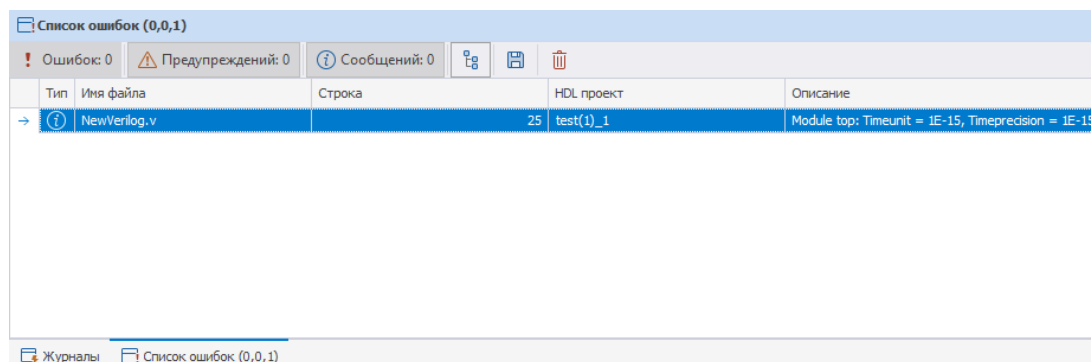 Список ошибок (0,0,1)
Ошибок: 0 Предупреждений: 0 Сообщений: 0
Тип Имя файла Строка HDL проект Описание
NewVerilog.v 25 test(1)_1 Module top: Timeunit = 1E-15, Timeprecision = 1E-15
Журналы Список ошибок (0,0,1)